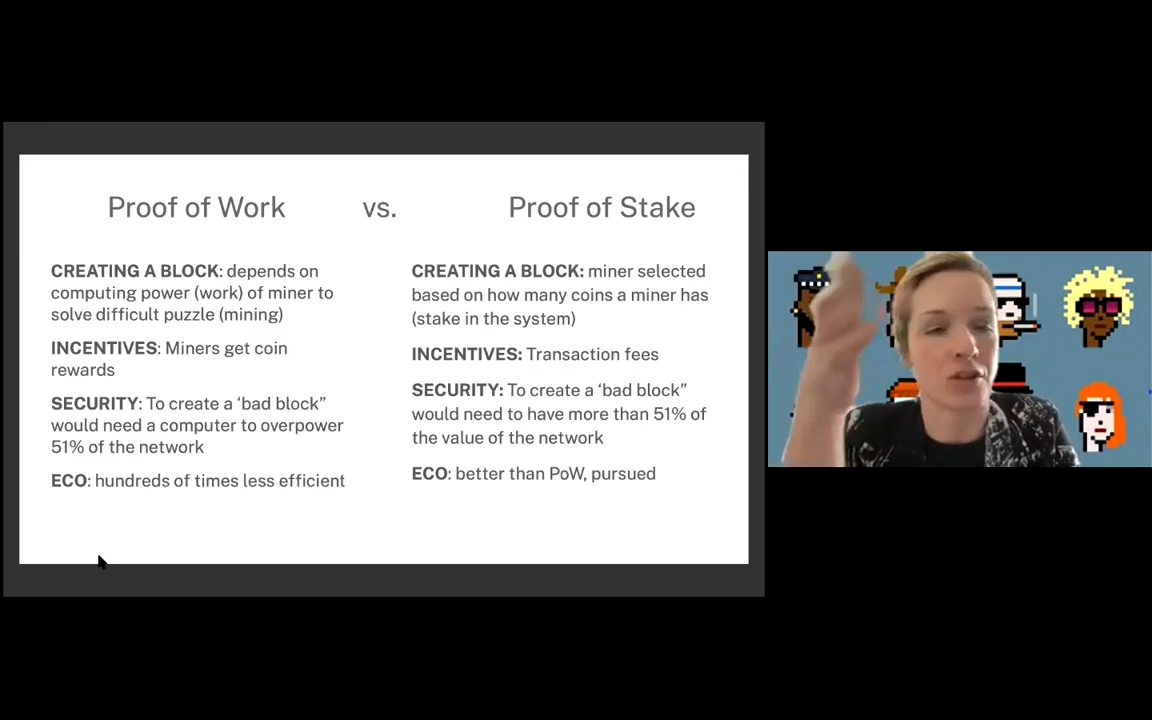 Proof of Work vs. Proof of Stake
CREATING A BLOCK: depends on
computing power (work) of miner to
solve difficult puzzle (mining)
INCENTIVES: Miners get coin
rewards
SECURITY: To create a ‘bad block”
would need a computer to overpower
51% of the network
ECO: hundreds of times less efficient
CREATING A BLOCK: miner selected
based on how many coins a miner has
(stake in the system)
INCENTIVES: Transaction fees
SECURITY: To create a ‘bad block”
would need to have more than 51% of
the value of the network
ECO: better than PoW, pursued